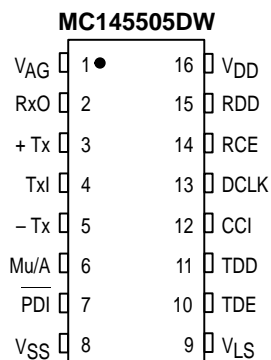 MC145505DW
VAG 1 16 VDD
RxO 2 15 RDD
+ Tx 3 14 RCE
TxI 4 13 DCLK
– Tx 5 12 CCI
Mu/A 6 11 TDD
PDI 7 10 TDE
VSS 8 9 VLS